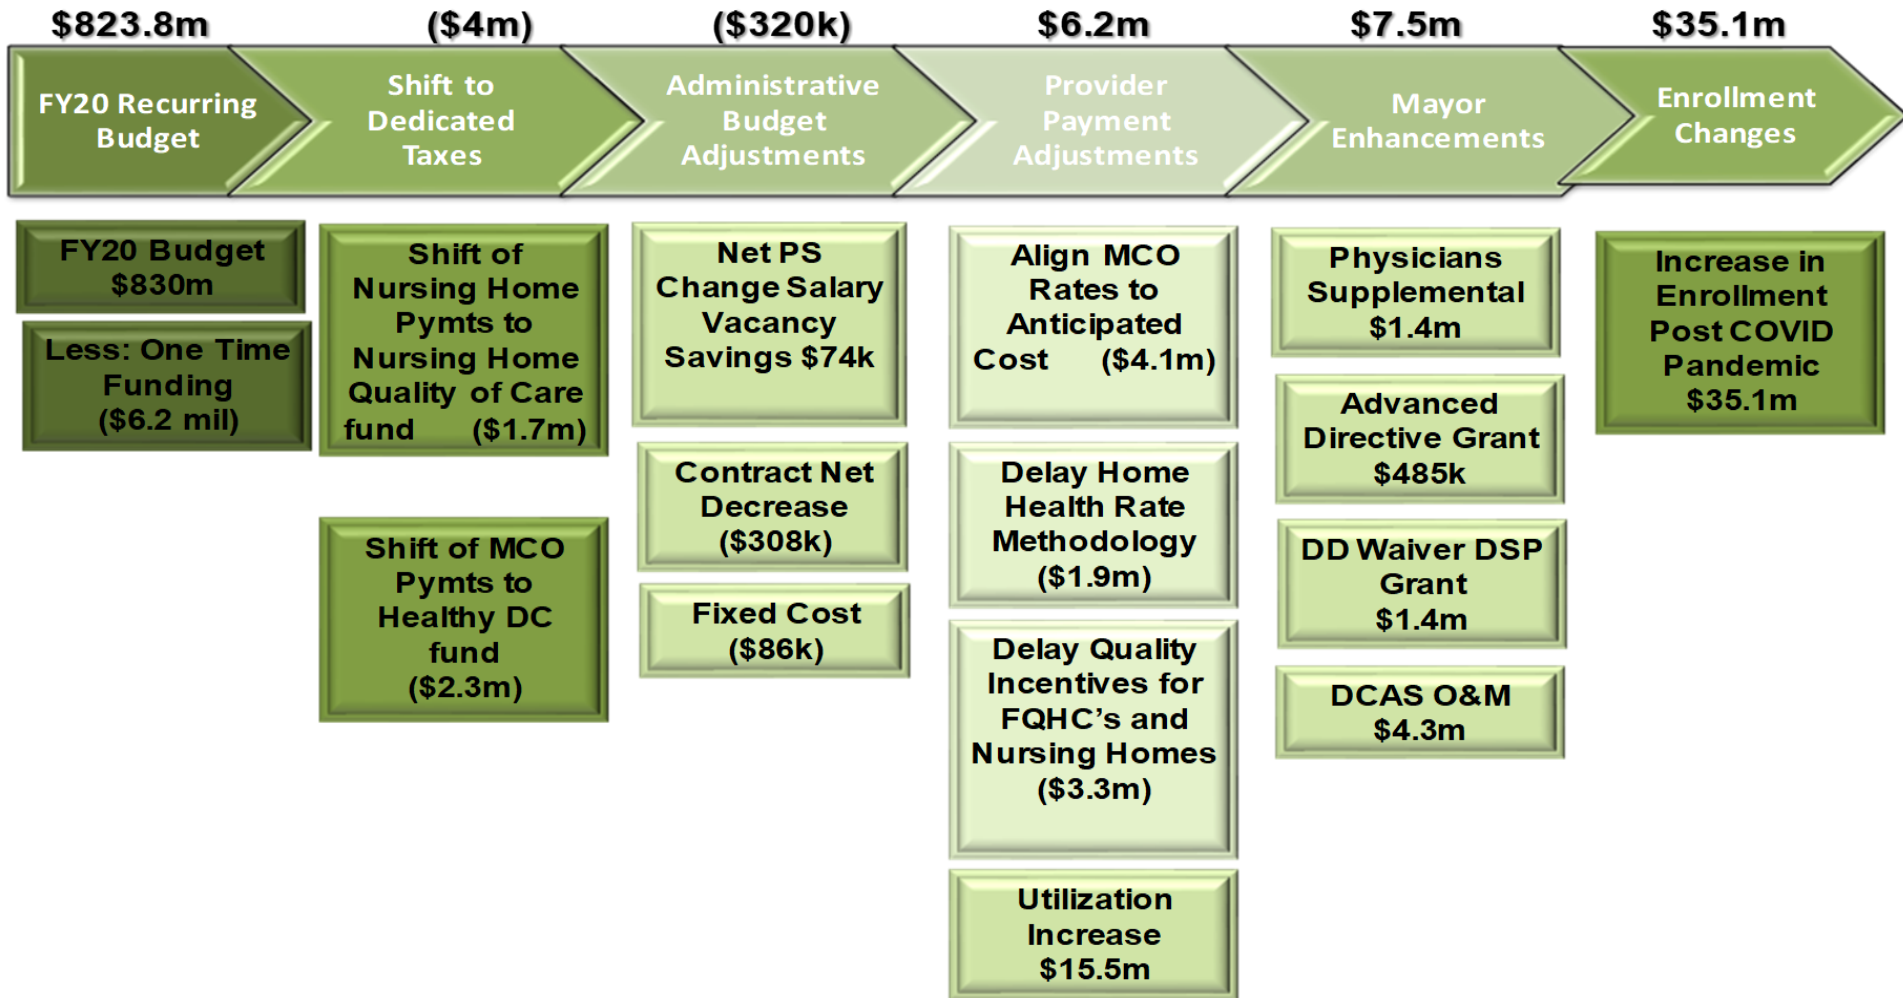 $823.8m
($4m)
($320k)
$6.2m
$7.5m
$35.1m
FY20 Recurring
Budget
Shift to
Dedicated
Taxes
Administrative
Budget
Adjustments
Provider
Payment
Adjustments
Mayor
Enhancements
Enrollment
Changes
FY20 Budget
$830m
Less: One Time
Funding
($6.2 mil)
Shift of
Nursing Home
Pymts to
Nursing Home
Quality of Care
fund ($1.7m)
Shift of MCO
Pymts to
Healthy DC
fund
($2.3m)
Net PS
Change Salary
Vacancy
Savings $74k
Contract Net
Decrease
($308k)
Fixed Cost
($86k)
Align MCO
Rates to
Anticipated
Cost ($4.1m)
Delay Home
Health Rate
Methodology
($1.9m)
Delay Quality
Incentives for
FQHC's and
Nursing Homes
($3.3m)
Utilization
Increase
$15.5m
Physicians
Supplemental
$1.4m
Advanced
Directive Grant
$485k
DD Waiver DSP
Grant
$1.4m
DCAS O&M
$4.3m
Increase in
Enrollment
Post COVID
Pandemic
$35.1m